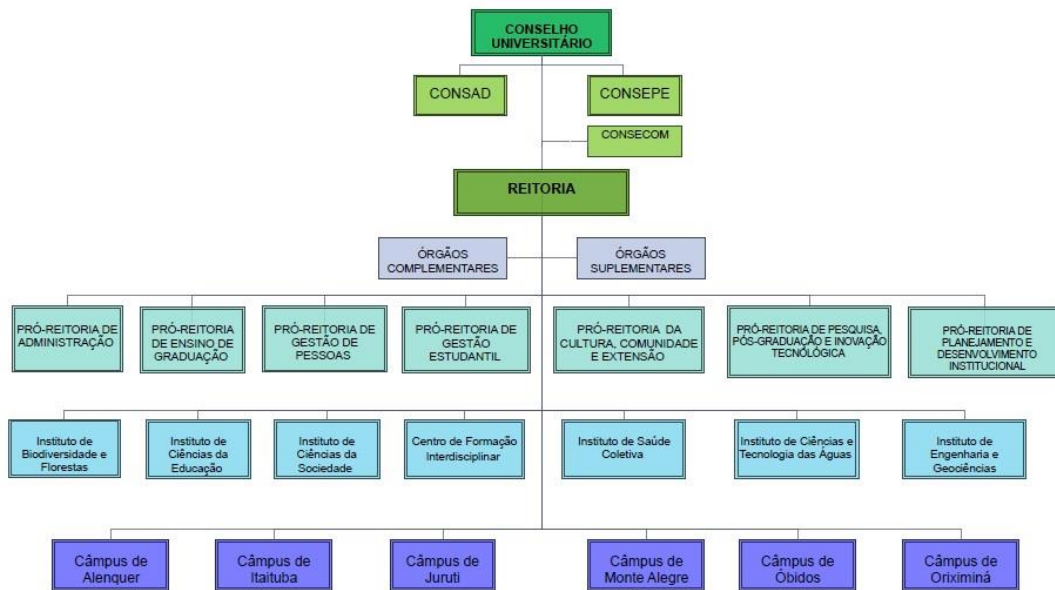 CONSELHO
UNIVERSITÁRIO
CONSAD
CONSEPE
CONSECOM
REITORIA
ÓRGÃOS
COMPLEMENTARES
ÓRGÃOS
SUPLEMENTARES
PRÓ-REITORIA DE
ADMINISTRAÇÃO
PRÓ-REITORIA
DE ENSINO DE
GRADUAÇÃO
PRÓ-REITORIA DE
GESTÃO DE
PESSOAS
PRÓ-REITORIA DE
GESTÃO
ESTUDANTIL
PRÓ-REITORIA DA
CULTURA, COMUNIDADE
E EXTENSÃO
PRÓ-REITORIA DE PESQUISA,
PÓS-GRADUAÇÃO E INOVAÇÃO
TECNOLÓGICA
PRÓ-REITORIA DE
PLANEJAMENTO E
DESENVOLVIMENTO
INSTITUCIONAL
Instituto de
Biodiversidade e
Florestas
Instituto de
Ciências da
Educação
Instituto de
Ciências da
Sociedade
Centro de Formação
Interdisciplinar
Instituto de Saúde
Coletiva
Instituto de Ciências e
Tecnologia das Águas
Instituto de
Engenharia e
Geociências
Câmpus de
Alenquer
Câmpus de
Itaituba
Câmpus de
Juruti
Câmpus de
Monte Alegre
Câmpus de
Óbidos
Câmpus de
Oriximiná